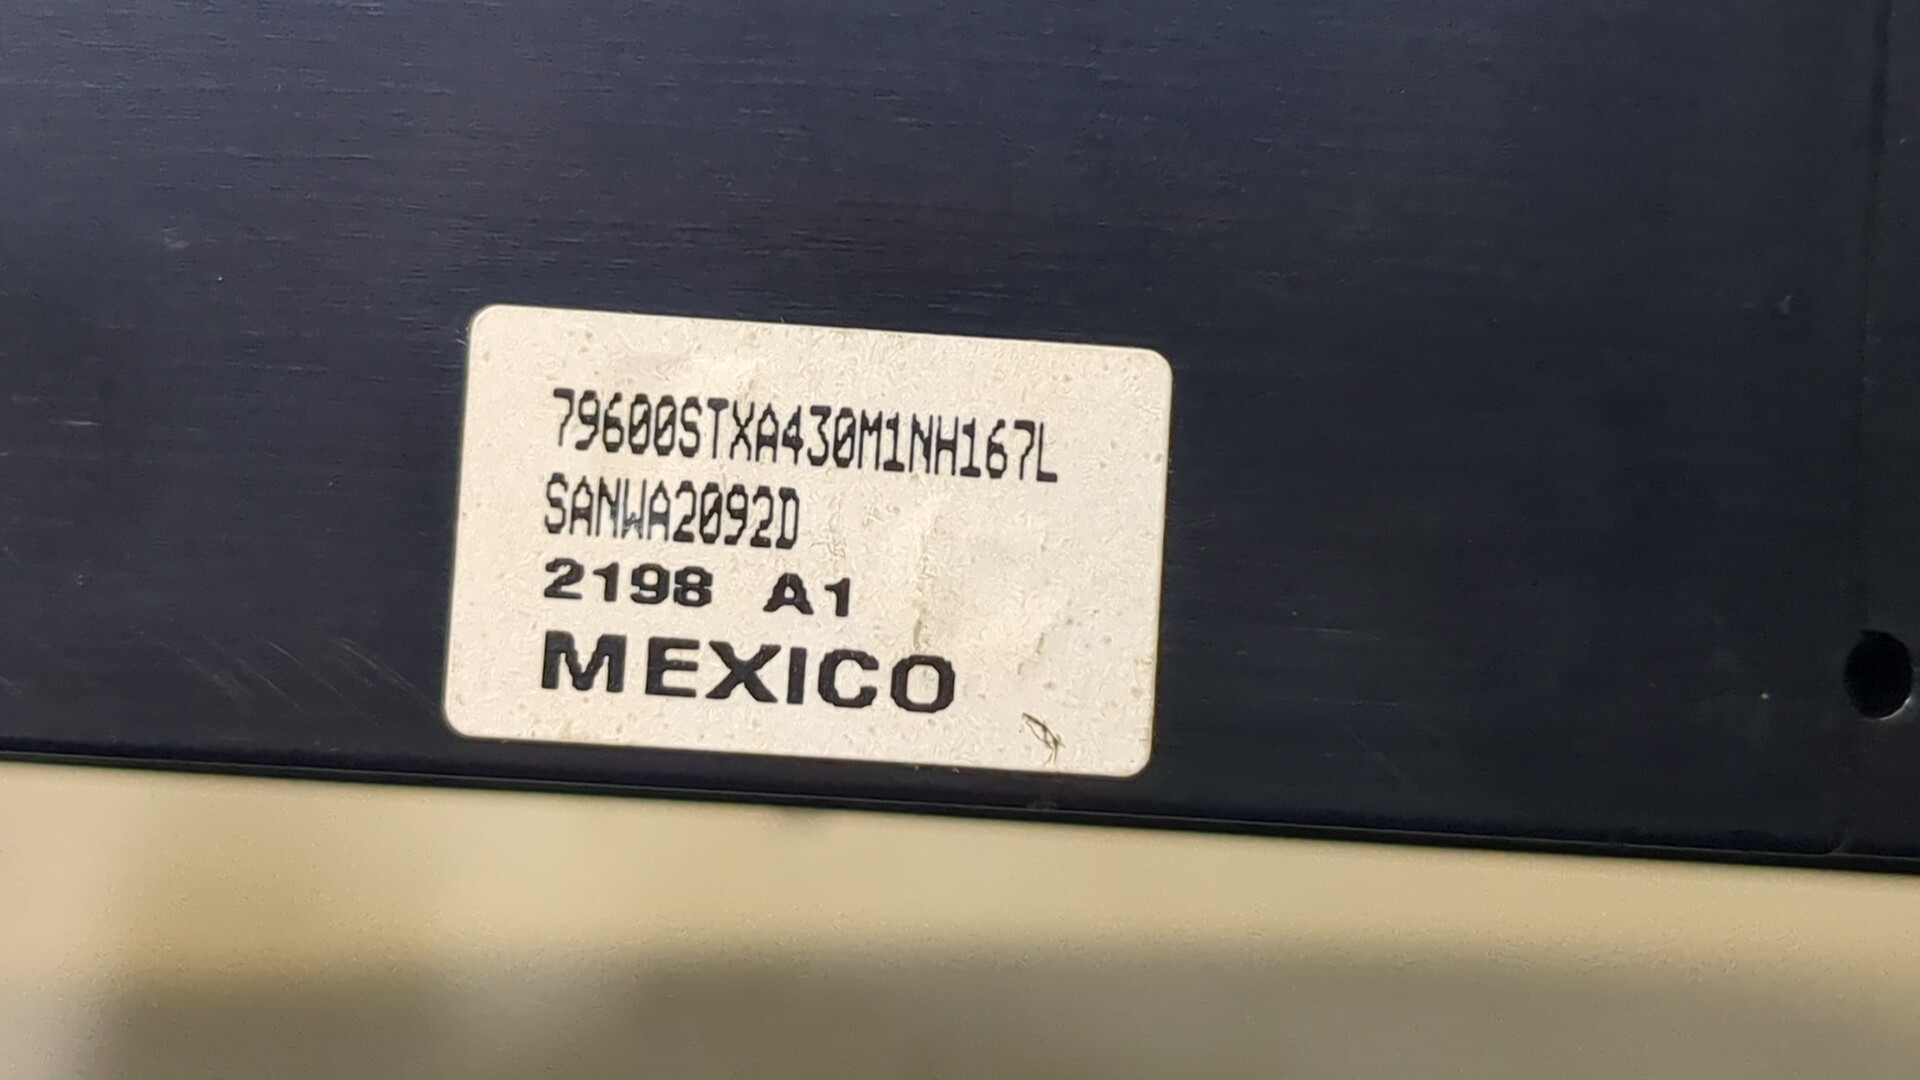 79600STXA430M1NH167L
SANWA2092D
2198 A1
MEXICO